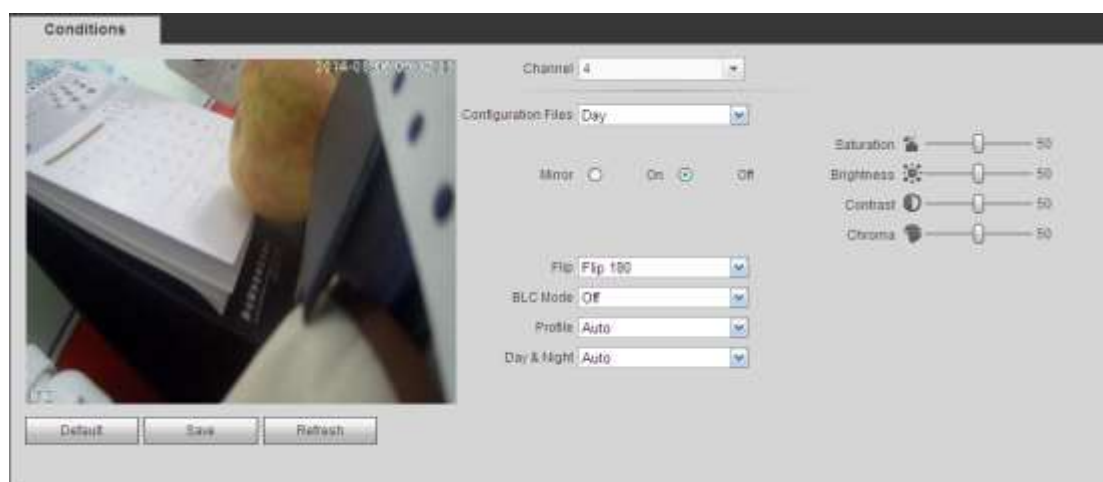 Conditions
Channel 4
Configuration Files Day
Saturation 50
Mirror On Off
Brightness 50
Contrast 50
Chroma 50
Flip Flip 180
BLC Mode Off
Profile Auto
Day & Night Auto
Default Save Refresh